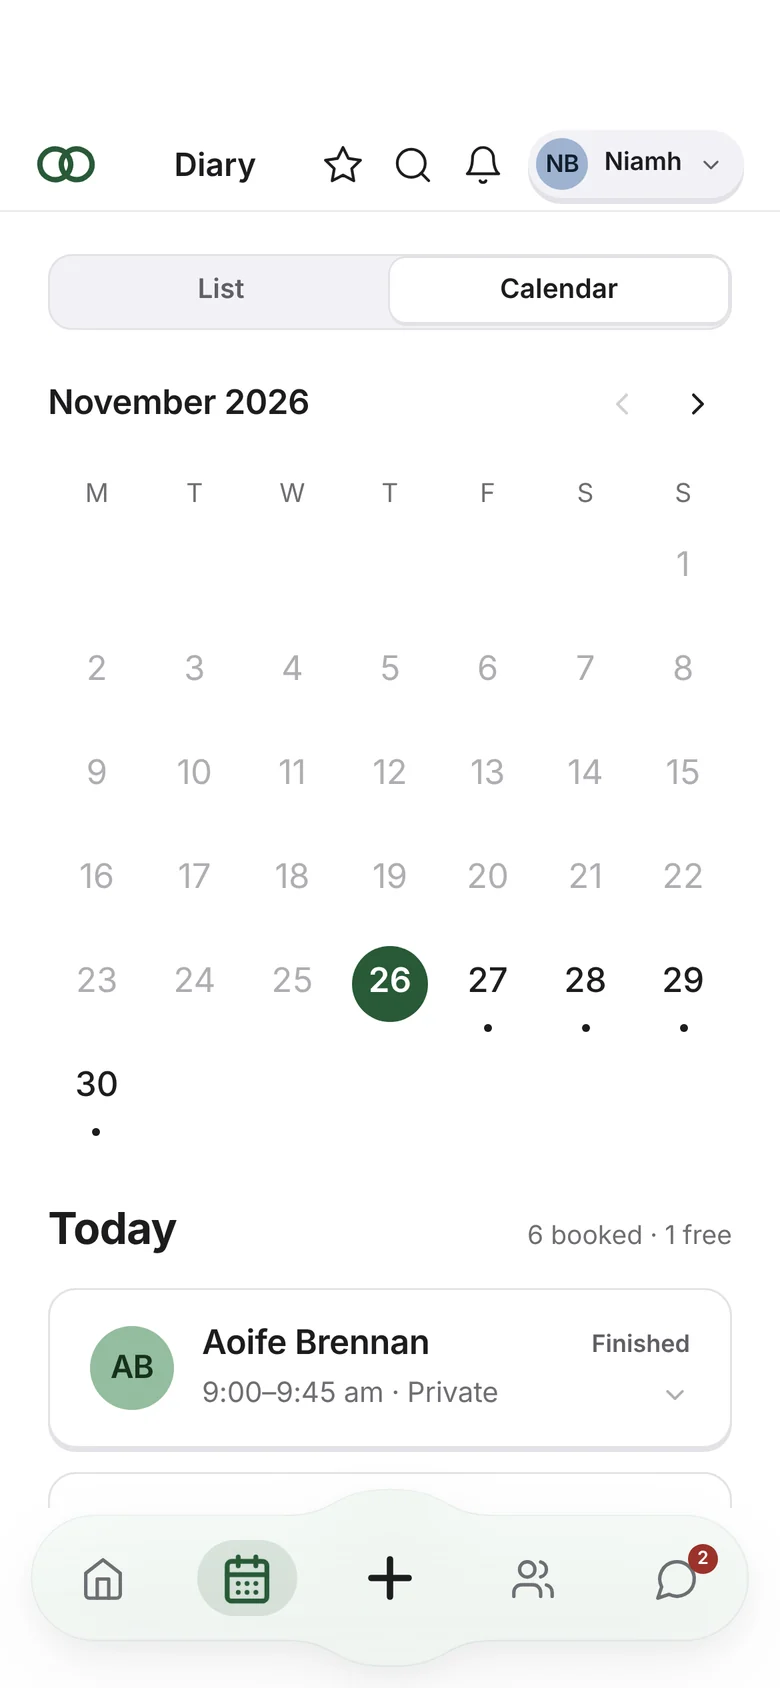 Diary
NB Niamh
List Calendar
November 2026
M T W T F S S
1
2 3 4 5 6 7 8
9 10 11 12 13 14 15
16 17 18 19 20 21 22
23 24 25 26 27 28 29
30
Today 6 booked · 1 free
AB Aoife Brennan Finished
9:00–9:45 am · Private
2